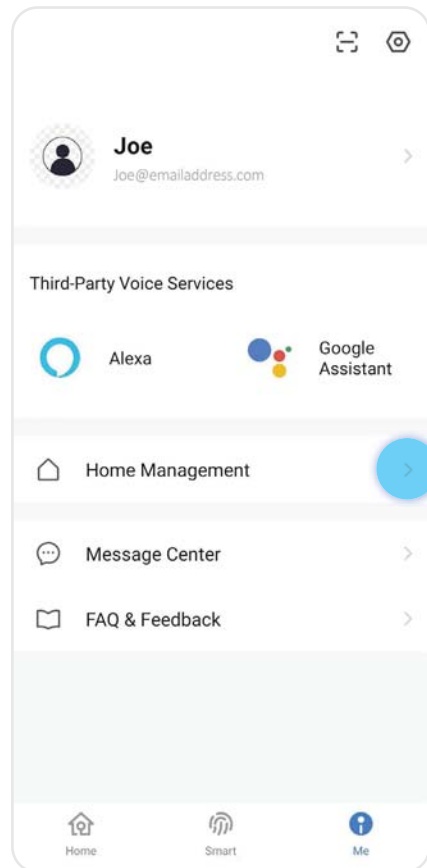 Joe
Joe@emailaddress.com
Third-Party Voice Services
Alexa
Google
Assistant
Home Management
Message Center
FAQ & Feedback
Home
Smart
Me